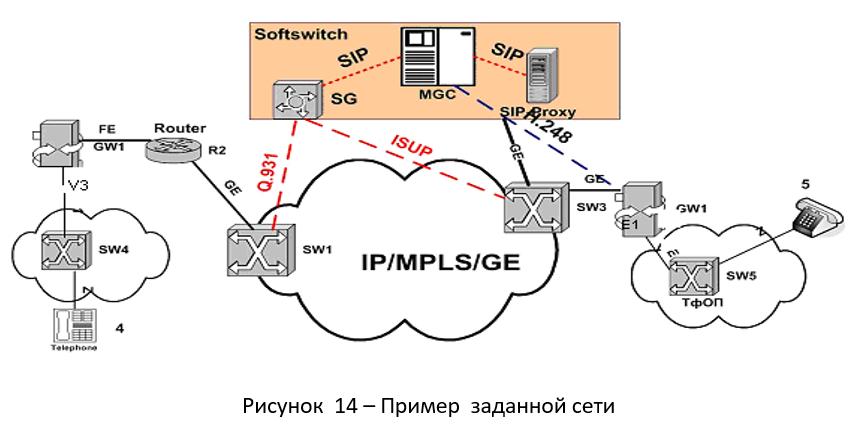 Softswitch
SIP
SIP
MGC
SG
SIP Proxy
H.248
FE
Router
GW1
R2
GE
Q.931
ISUP
GE
GE
V3
SW4
SW1
IP/MPLS/GE
SW3
E1
GW1
5
Z
E
SW5
ТфОП
Z
4
Telephone
Рисунок 14 – Пример заданной сети